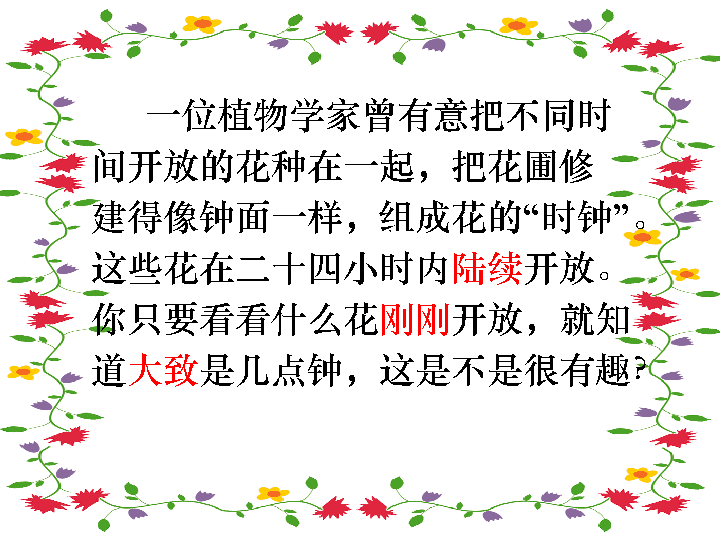 一位植物学家曾有意把不同时
间开放的花种在一起，把花圃修
建得像钟面一样，组成花的“时钟”。
这些花在二十四小时内陆续开放。
你只要看看什么花刚刚开放，就知
道大致是几点钟，这是不是很有趣?